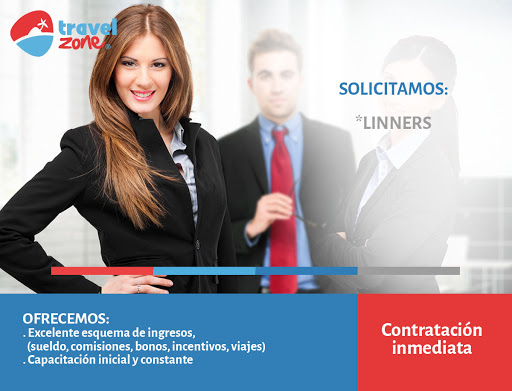 travel
zone
SOLICITAMOS:
*LINNERS
OFRECEMOS:
. Excelente esquema de ingresos,
(sueldo, comisiones, bonos, incentivos, viajes)
. Capacitación inicial y constante
Contratación
inmediata